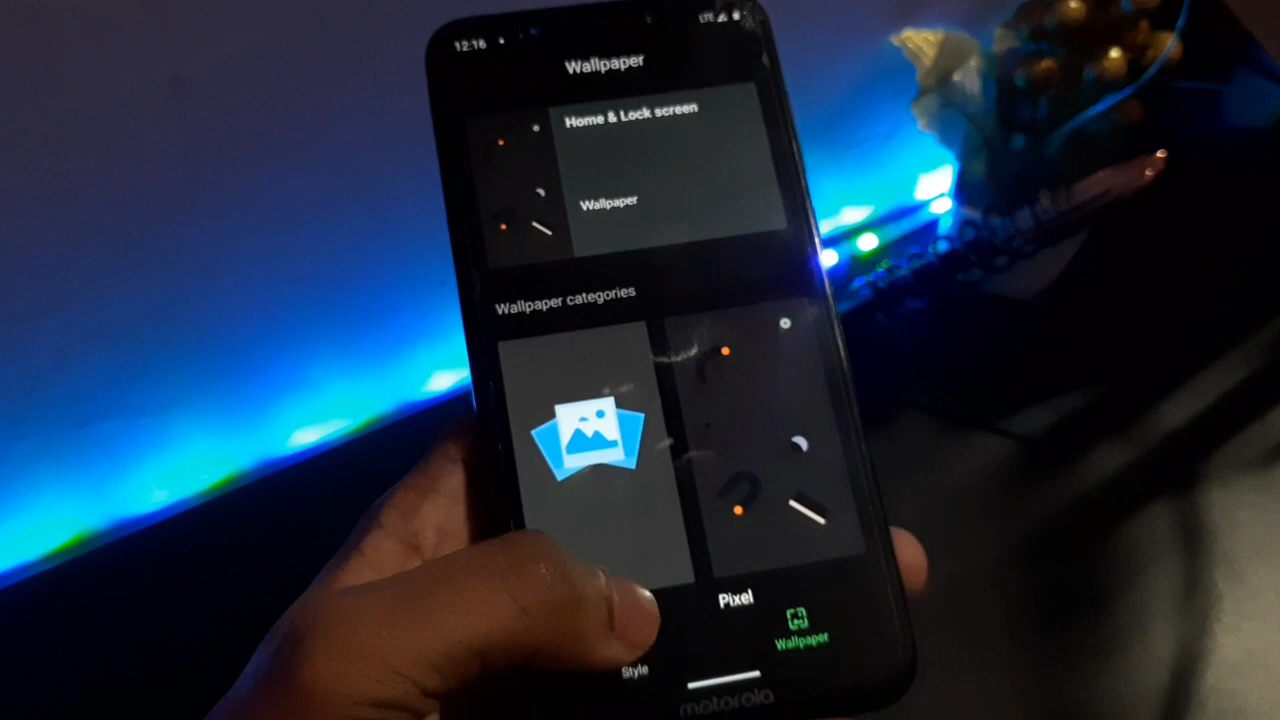 12:16
LTE
Wallpaper
Home & Lock screen
Wallpaper
Wallpaper categories
Pixel
Style
Wallpaper
motorola